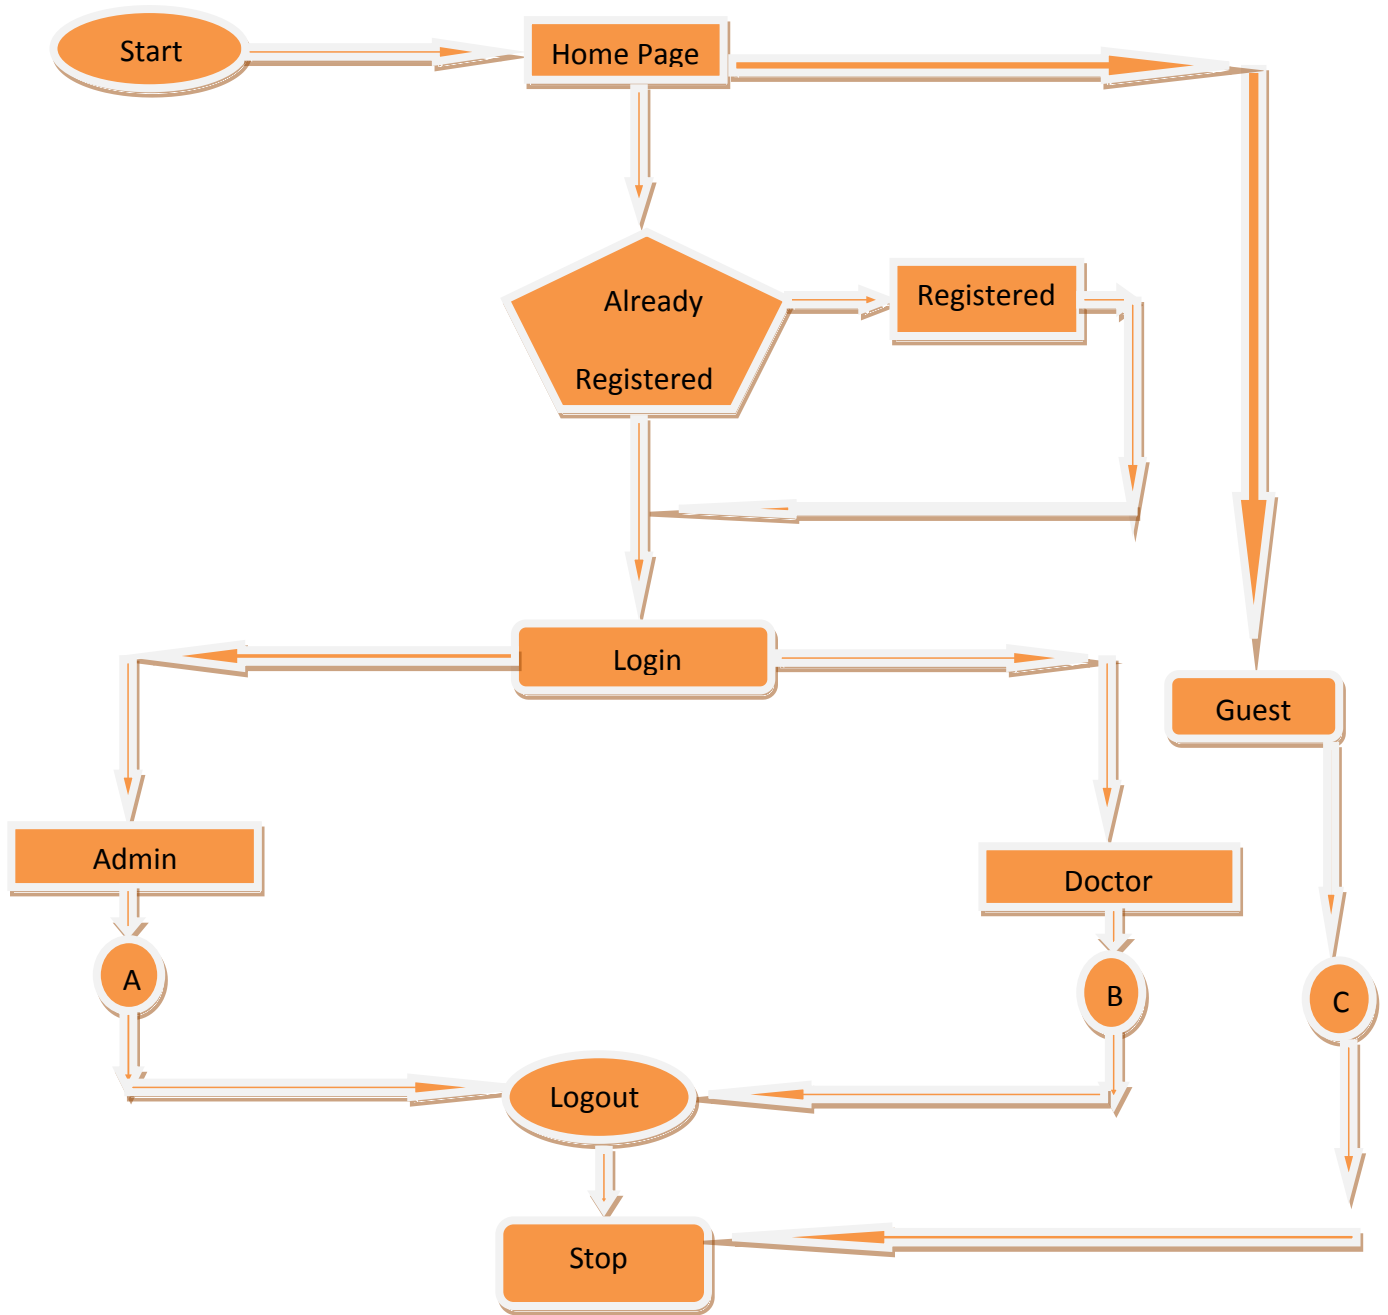 Start
Home Page
Already
Registered
Registered
Login
Guest
Admin
Doctor
A
B
C
Logout
Stop